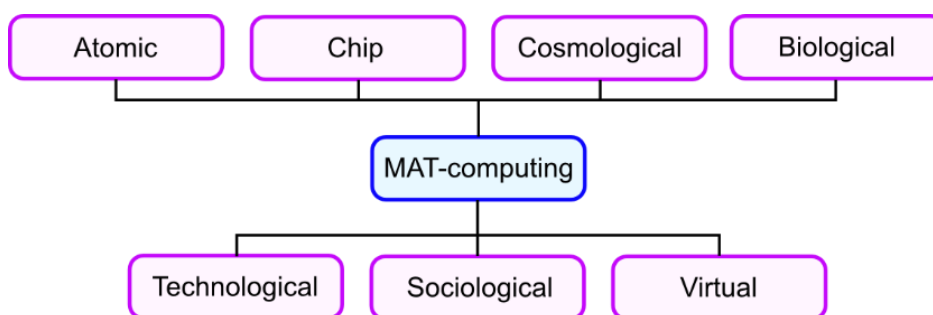 Atomic
Chip
Cosmological
Biological
MAT-computing
Technological
Sociological
Virtual